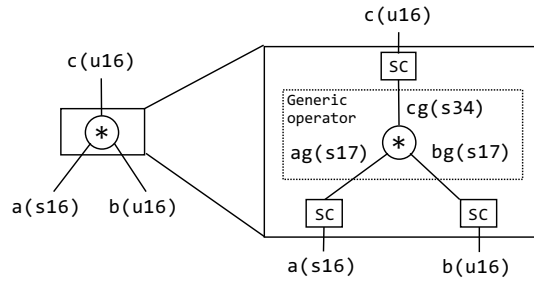 c(u16)
*
a(s16) b(u16)
c(u16)
SC
Generic
operator
cg(s34)
*
ag(s17) bg(s17)
SC SC
a(s16) b(u16)